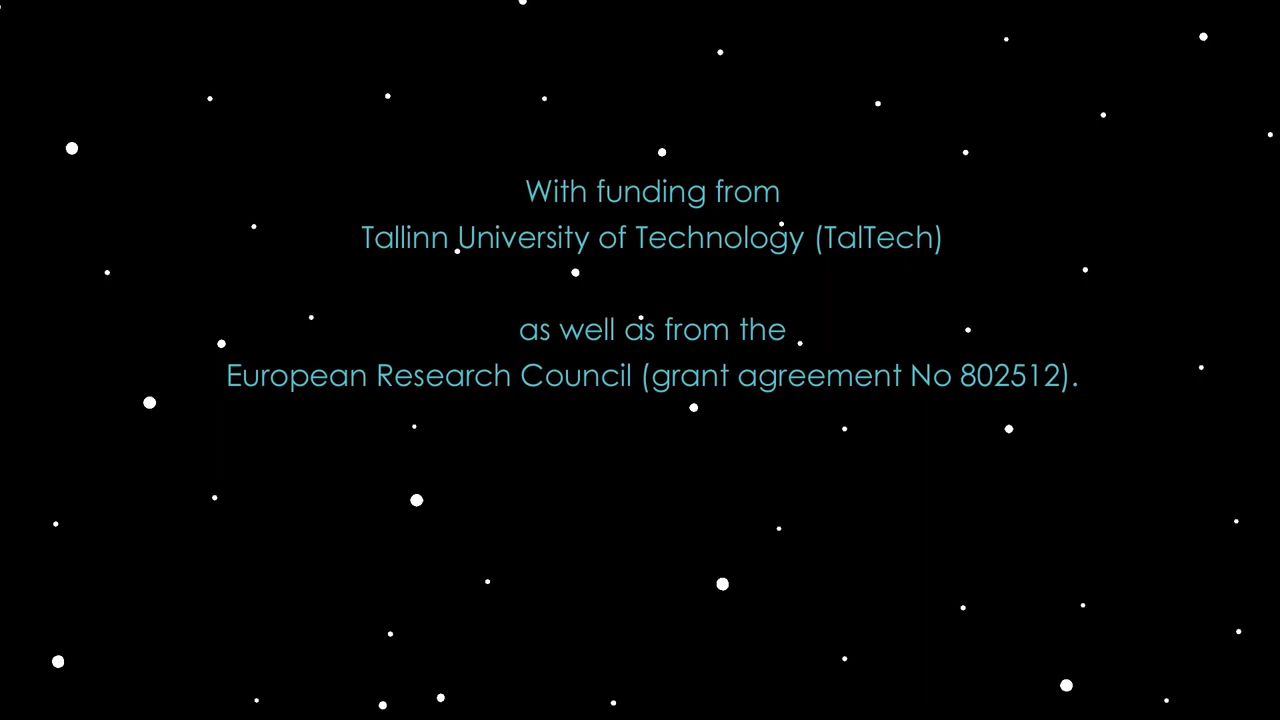 With funding from
Tallinn University of Technology (TalTech)
as well as from the
European Research Council (grant agreement No 802512).